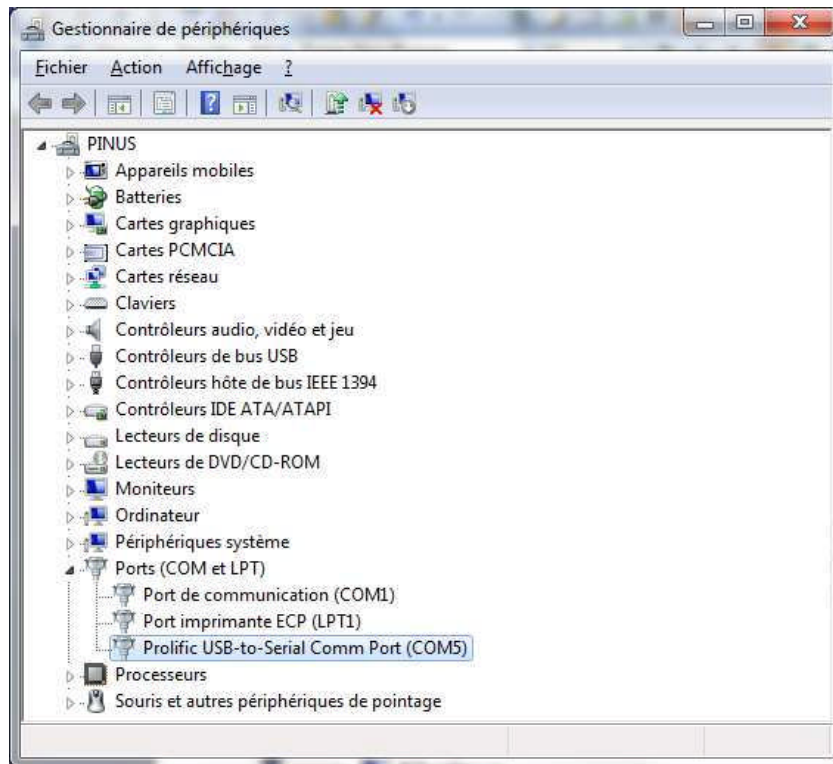 Gestionnaire de périphériques
Fichier Action Affichage ?
PINUS
Appareils mobiles
Batteries
Cartes graphiques
Cartes PCMCIA
Cartes réseau
Claviers
Contrôleurs audio, vidéo et jeu
Contrôleurs de bus USB
Contrôleurs hôte de bus IEEE 1394
Contrôleurs IDE ATA/ATAPI
Lecteurs de disque
Lecteurs de DVD/CD-ROM
Moniteurs
Ordinateur
Périphériques système
Ports (COM et LPT)
Port de communication (COM1)
Port imprimante ECP (LPT1)
Prolific USB-to-Serial Comm Port (COM5)
Processeurs
Souris et autres périphériques de pointage